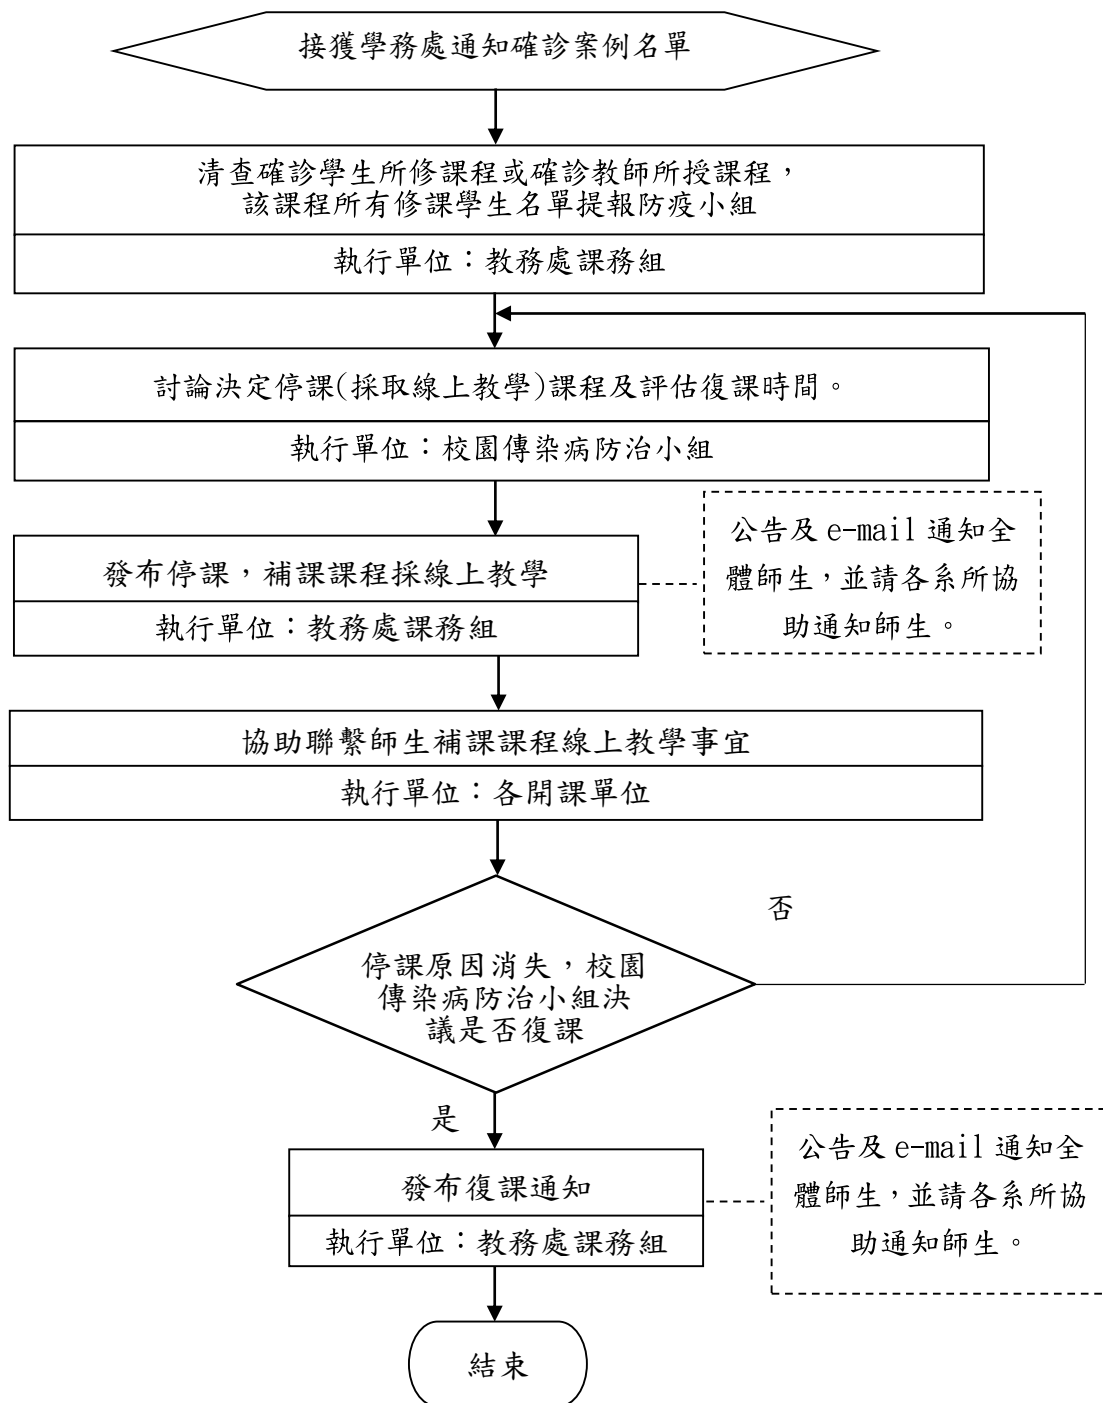 接獲學務處通知確診案例名單
清查確診學生所修課程或確診教師所授課程，
該課程所有修課學生名單提報防疫小組
執行單位：教務處課務組
討論決定停課(採取線上教學)課程及評估復課時間。
執行單位：校園傳染病防治小組
發布停課，補課課程採線上教學
執行單位：教務處課務組
公告及 e-mail 通知全
體師生，並請各系所協
助通知師生。
協助聯繫師生補課課程線上教學事宜
執行單位：各開課單位
否
停課原因消失，校園
傳染病防治小組決
議是否復課
是
發布復課通知
執行單位：教務處課務組
公告及 e-mail 通知全
體師生，並請各系所協
助通知師生。
結束